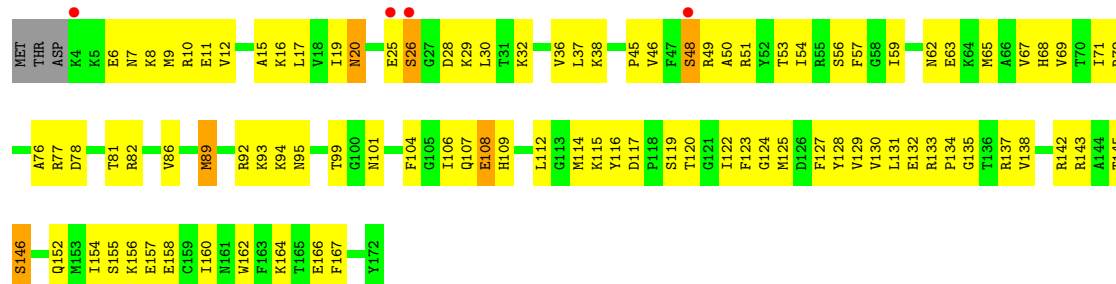 MET THR ASP K4 K5 E6 N7 K8 M9 R10 E11 V12 A15 K16 L17 V18 I19 N20 E25 S26 G27 D28 K29 L30 T31 K32 V36 L37 K38 P45 V46 F47 S48 R49 A50 R51 Y52 T53 I54 R55 S56 F57 G58 I59 N62 E63 K64 M65 A66 V67 H68 V69 T70 I71
A76 R77 D78 T81 R82 V86 M89 R92 K93 K94 N95 T99 G100 N101 F104 G105 I106 Q107 E108 H109 L112 G113 M114 K115 Y116 D117 P118 S119 T120 G121 I122 F123 G124 M125 D126 F127 Y128 V129 V130 L131 E132 R133 P134 G135 T136 R137 V138 R142 R143 A144 T145
S146 Q152 M153 I154 S155 K156 E157 E158 C159 I160 N161 W162 F163 K164 T165 E166 F167 Y172